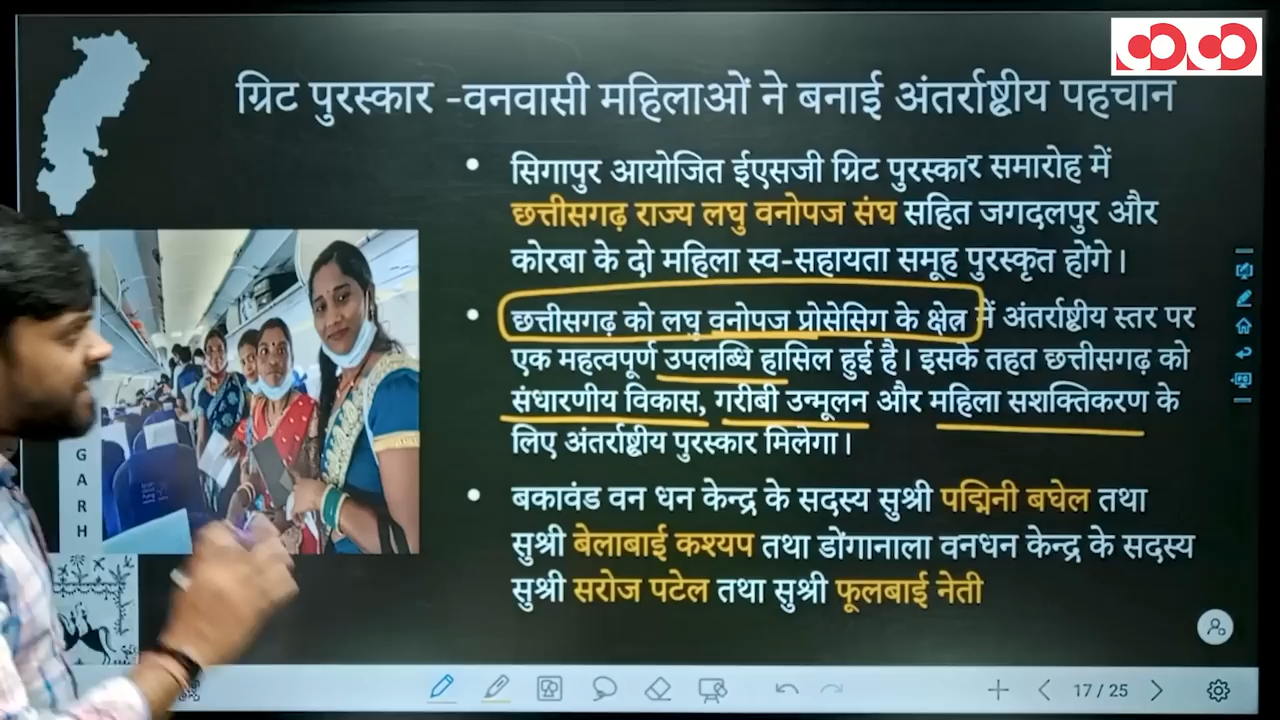 ग्रिट पुरस्कार -वनवासी महिलाओं ने बनाई अंतर्राष्ट्रीय पहचान
• सिगापुर आयोजित ईएसजी ग्रिट पुरस्कार समारोह में
छत्तीसगढ़ राज्य लघु वनोपज संघ सहित जगदलपुर और
कोरबा के दो महिला स्व-सहायता समूह पुरस्कृत होंगे।
• छत्तीसगढ़ को लघु वनोपज प्रोसेसिग के क्षेत्र में अंतर्राष्ट्रीय स्तर पर
एक महत्वपूर्ण उपलब्धि हासिल हुई है। इसके तहत छत्तीसगढ़ को
संधारणीय विकास, गरीबी उन्मूलन और महिला सशक्तिकरण के
लिए अंतर्राष्ट्रीय पुरस्कार मिलेगा।
• बकावंड वन धन केन्द्र के सदस्य सुश्री पद्मिनी बघेल तथा
सुश्री बेलाबाई कश्यप तथा डोंगानाला वनधन केन्द्र के सदस्य
सुश्री सरोज पटेल तथा सुश्री फूलबाई नेती
G
A
R
H
17 / 25